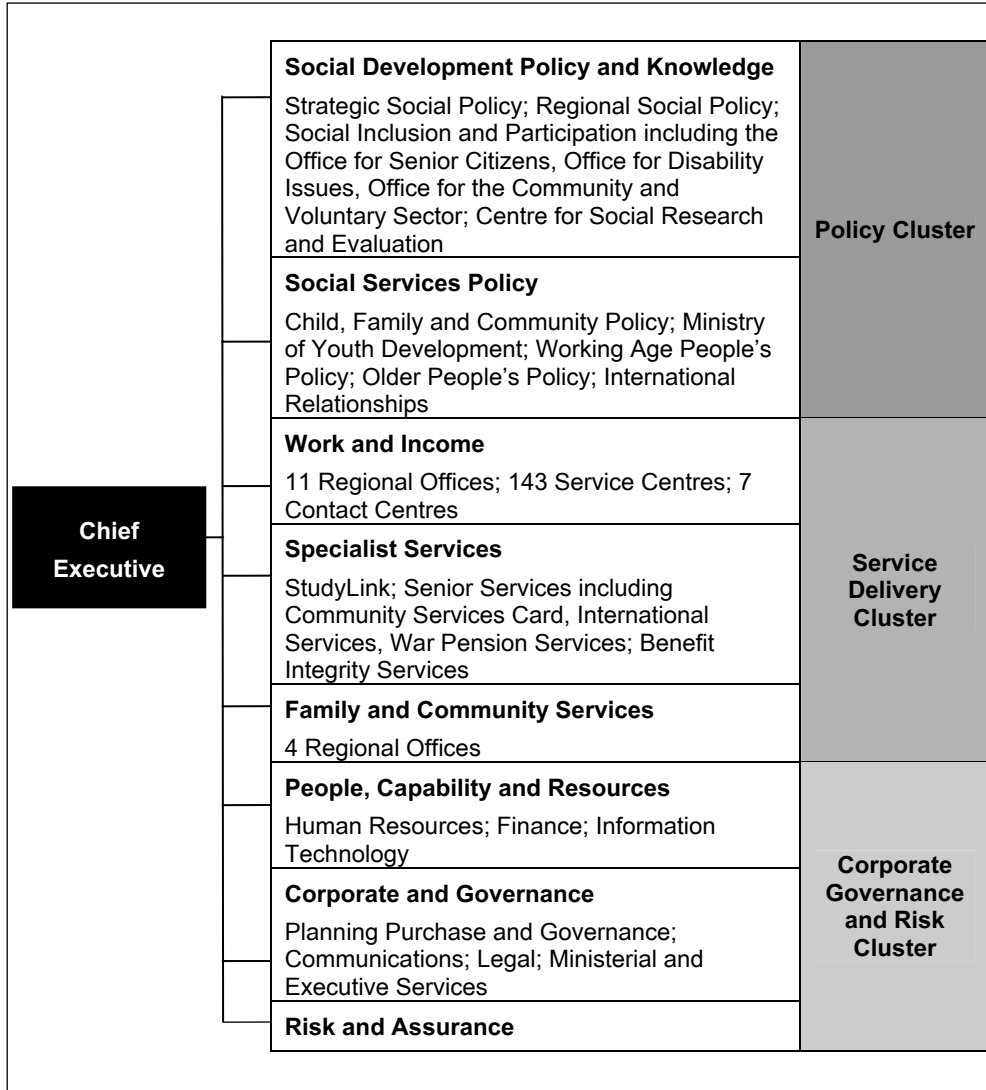 Social Development Policy and Knowledge
Strategic Social Policy; Regional Social Policy;
Social Inclusion and Participation including the
Office for Senior Citizens, Office for Disability
Issues, Office for the Community and
Voluntary Sector; Centre for Social Research
and Evaluation
Policy Cluster
Social Services Policy
Child, Family and Community Policy; Ministry
of Youth Development; Working Age People’s
Policy; Older People’s Policy; International
Relationships
Chief
Executive
Work and Income
11 Regional Offices; 143 Service Centres; 7
Contact Centres
Specialist Services
StudyLink; Senior Services including
Community Services Card, International
Services, War Pension Services; Benefit
Integrity Services
Service
Delivery
Cluster
Family and Community Services
4 Regional Offices
People, Capability and Resources
Human Resources; Finance; Information
Technology
Corporate and Governance
Planning Purchase and Governance;
Communications; Legal; Ministerial and
Executive Services
Risk and Assurance
Corporate
Governance
and Risk
Cluster